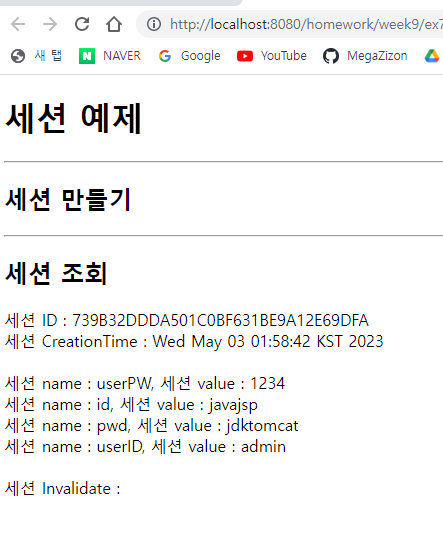 http://localhost:8080/homework/week9/ex7
새 탭 NAVER Google YouTube MegaZizon
세션 예제
세션 만들기
세션 조회
세션 ID : 739B32DDDA501C0BF631BE9A12E69DFA
세션 CreationTime : Wed May 03 01:58:42 KST 2023
세션 name : userPW, 세션 value : 1234
세션 name : id, 세션 value : javajsp
세션 name : pwd, 세션 value : jdktomcat
세션 name : userID, 세션 value : admin
세션 Invalidate :